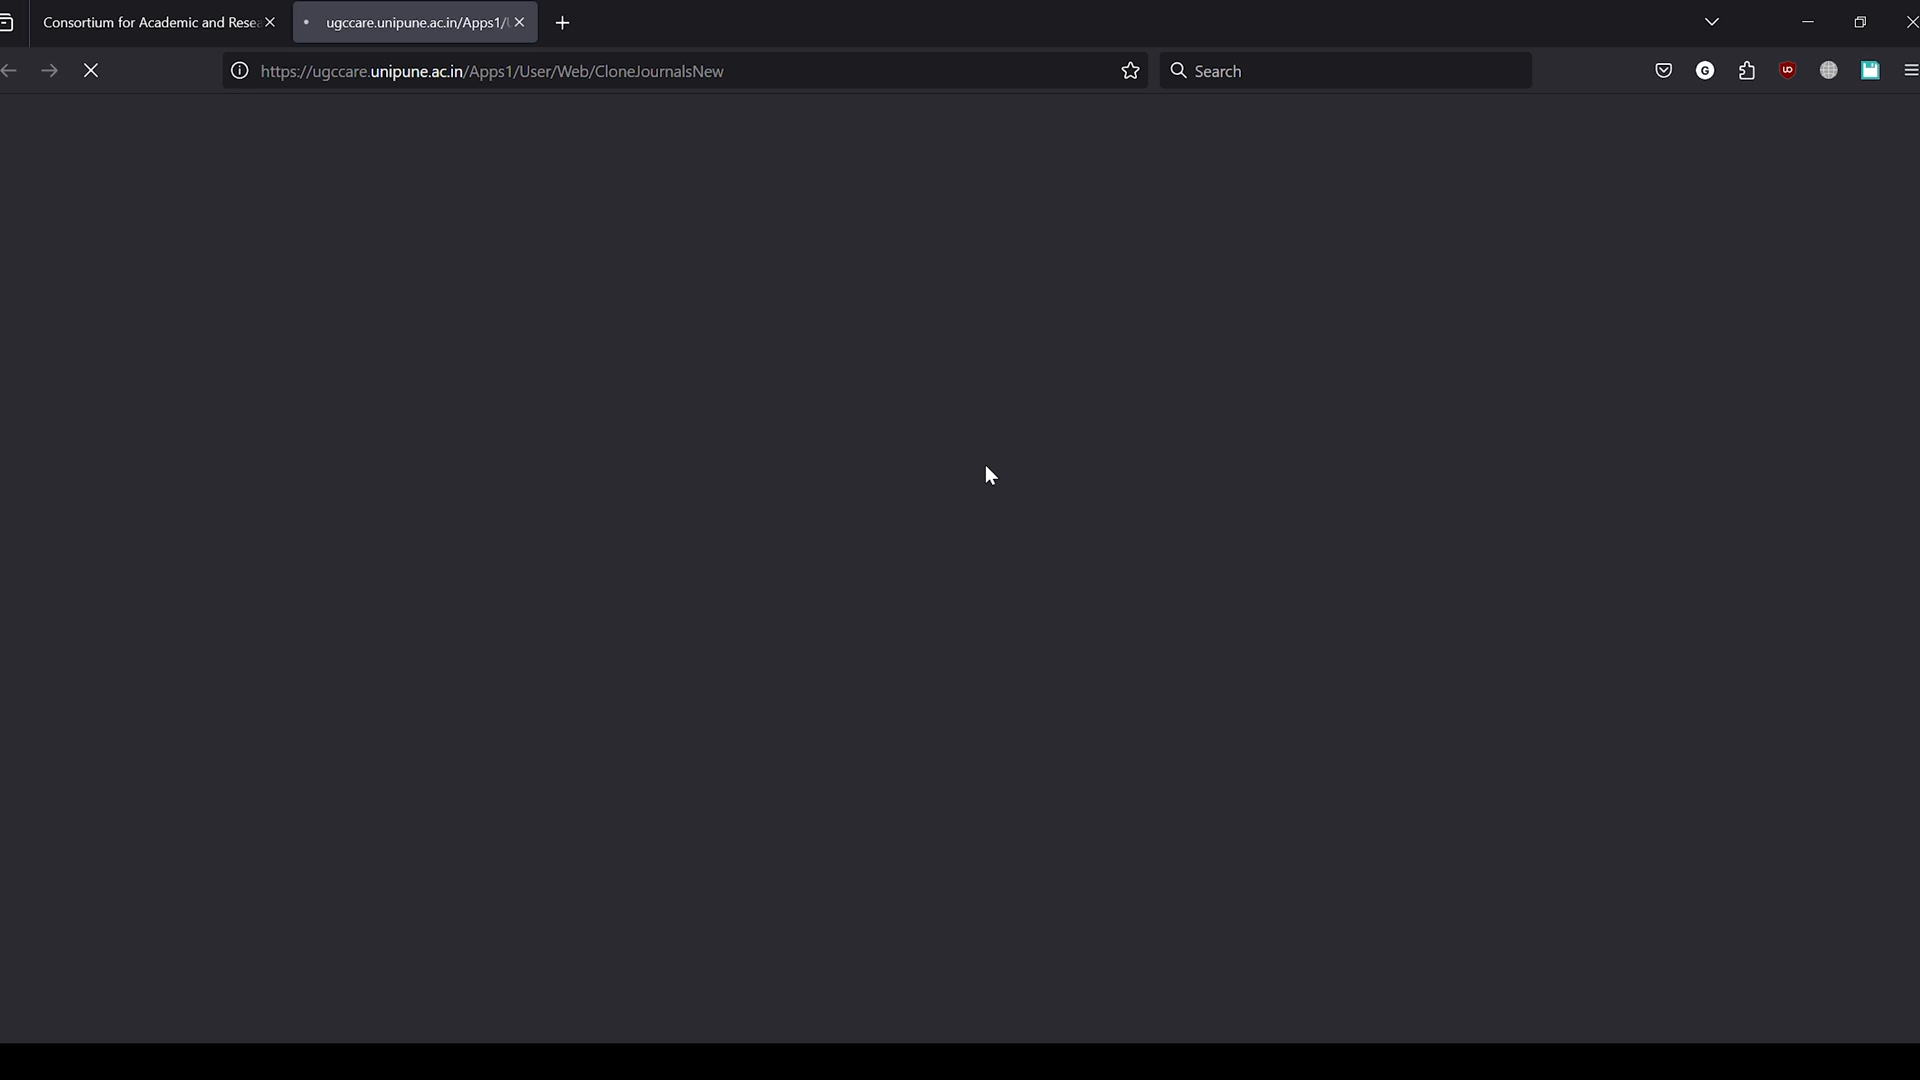 Consortium for Academic and Resea
ugccare.unipune.ac.in/Apps1/
https://ugccare.unipune.ac.in/Apps1/User/Web/CloneJournalsNew
Search